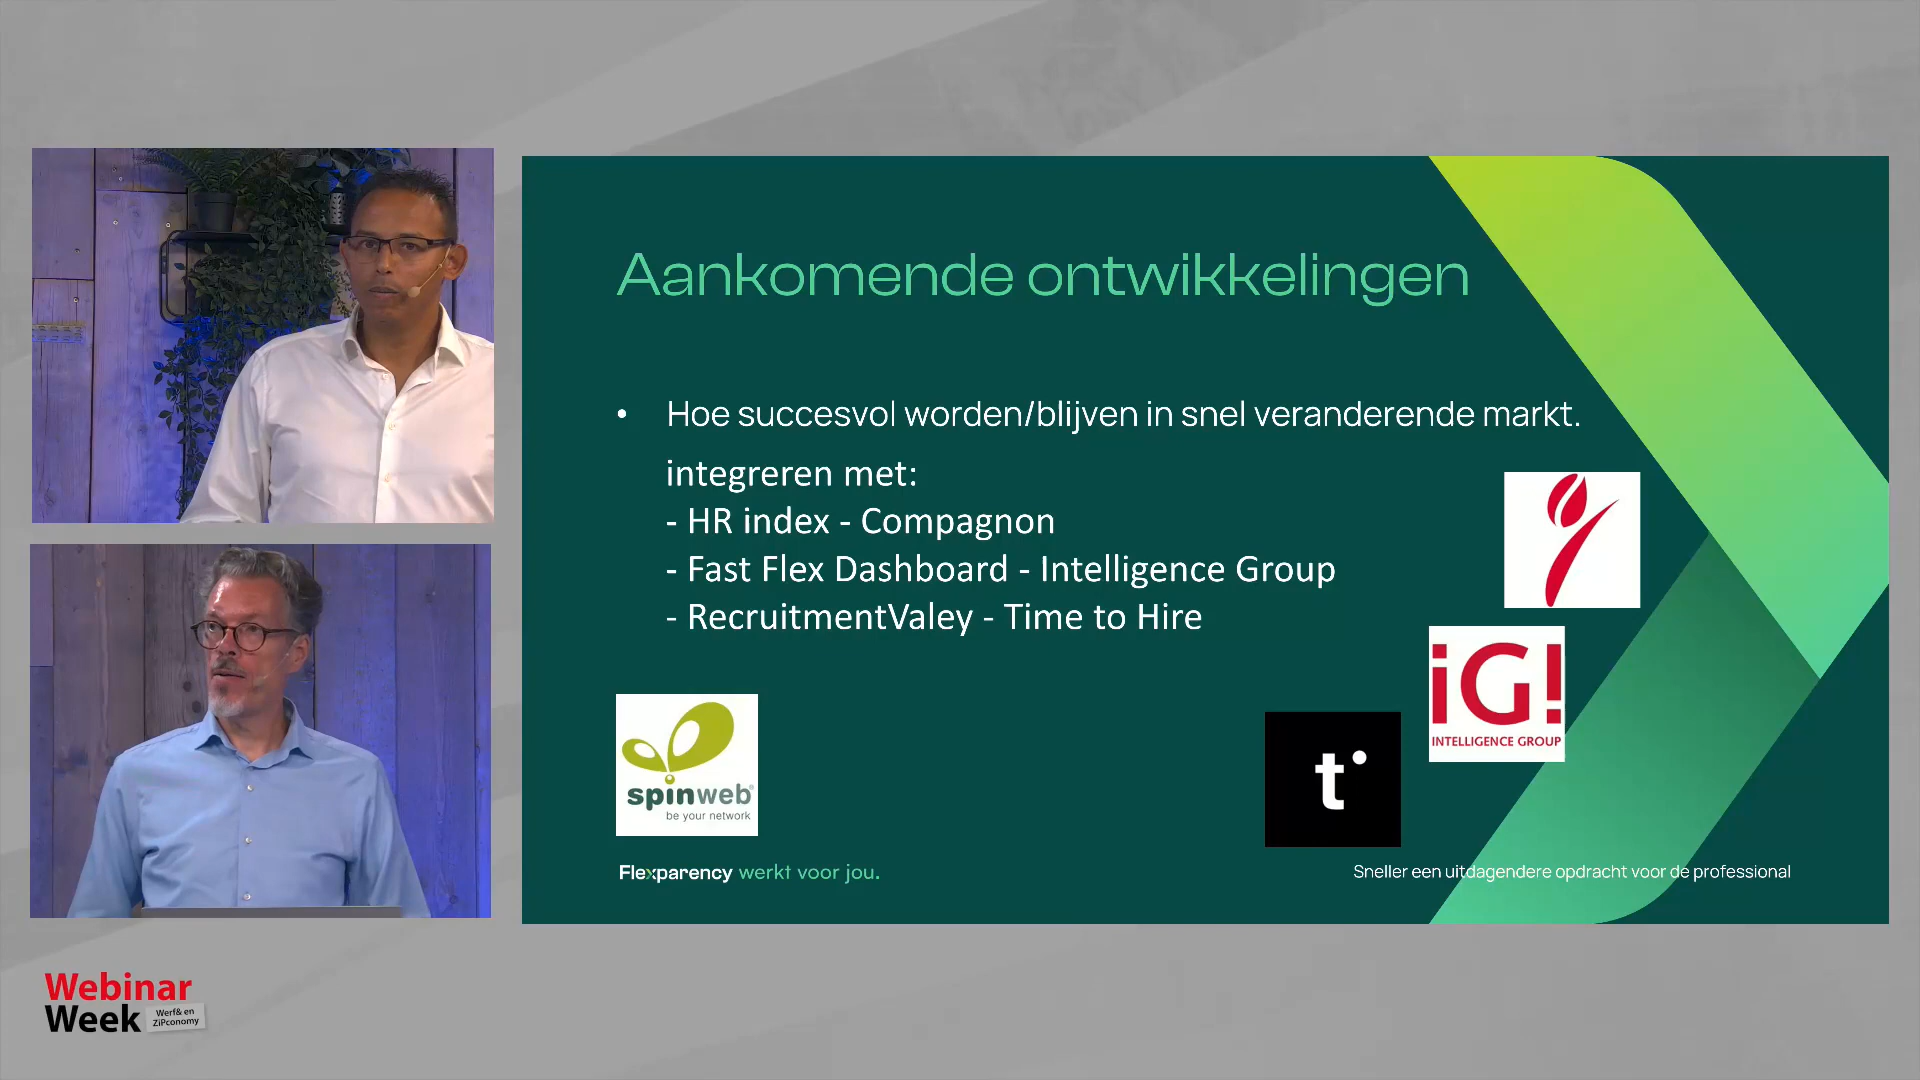 Aankomende ontwikkelingen
• Hoe succesvol worden/blijven in snel veranderende markt.
integreren met:
- HR index - Compagnon
- Fast Flex Dashboard - Intelligence Group
- RecruitmentValey - Time to Hire
iG!
INTELLIGENCE GROUP
t
spinweb®
be your network
Flexparency werkt voor jou.
Sneller een uitdagendere opdracht voor de professional
Webinar
Week
Werf& en
ZiPconomy